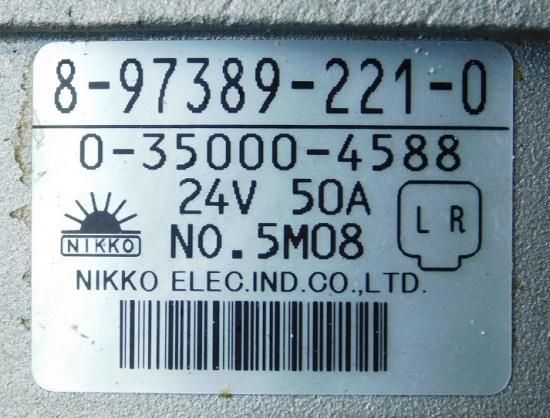 8-97389-221-0
0-35000-4588
24V 50A
L R
NIKKO
NO.5M08
NIKKO ELEC.IND.CO.,LTD.